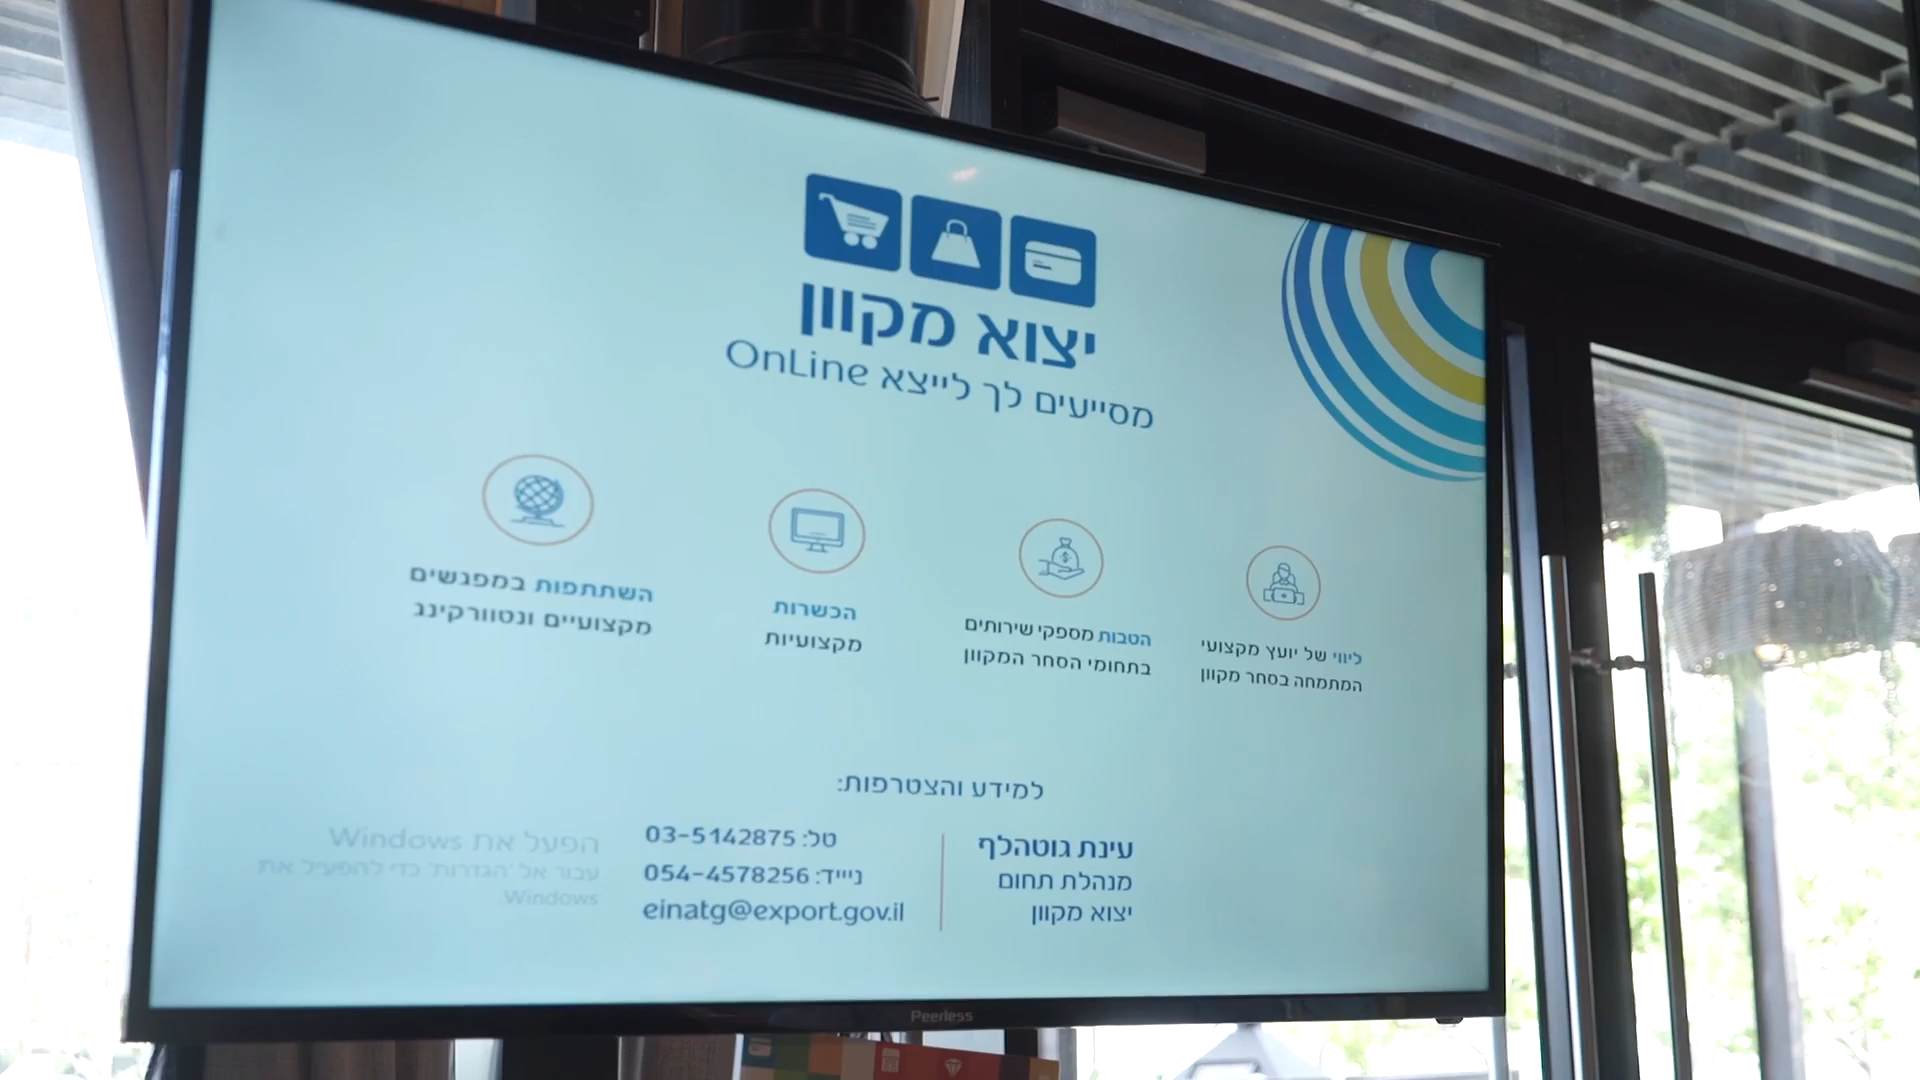 יצוא מקוון
מסייעים לך לייצא OnLine
ליווי של יועץ מקצועי
המתמחה בסחר מקוון
הטבות מספקי שירותים
בתחומי הסחר המקוון
הכשרות
מקצועיות
השתתפות במפגשים
מקצועיים ונטוורקינג
למידע והצטרפות:
עינת גוטהלף
מנהלת תחום
יצוא מקוון
טל: 03-5142875
נייד: 054-4578256
einatg@export.gov.il
הפעל את Windows
עבור אל 'הגדרות' כדי להפעיל את
Windows.
Peerless